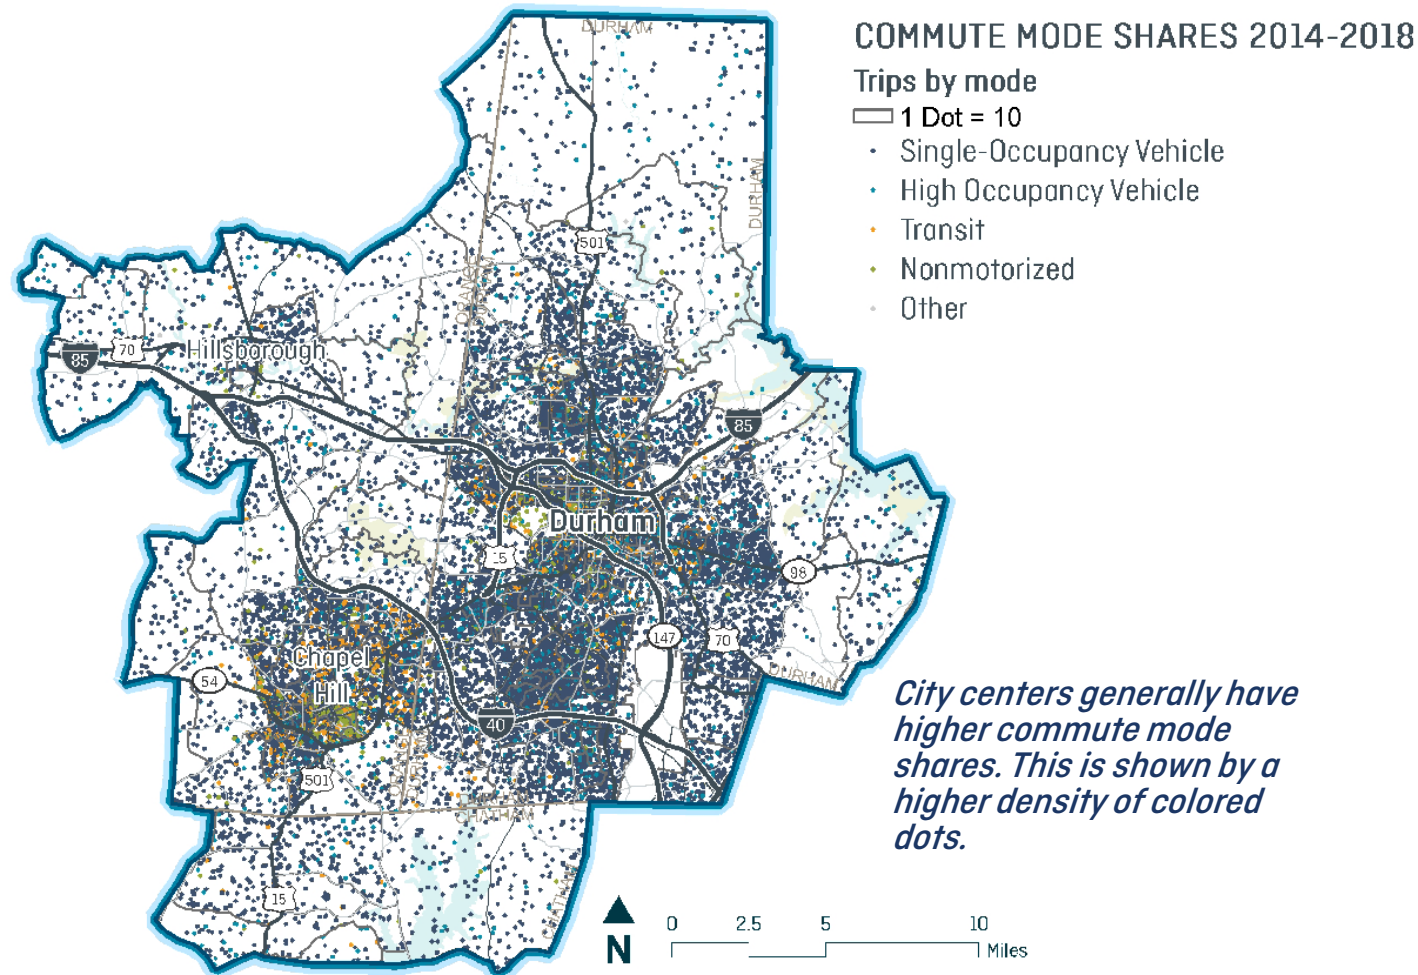 COMMUTE MODE SHARES 2014-2018
Trips by mode
1 Dot = 10
Single-Occupancy Vehicle
High Occupancy Vehicle
Transit
Nonmotorized
Other
DURHAM
DURHAM
501
ORANGE
85
70
Hillsborough
85
Durham
15
98
147
70
Chapel
Hill
54
DURHAM
40
501
CHATHAM
15
City centers generally have
higher commute mode
shares. This is shown by a
higher density of colored
dots.
N
0 2.5 5 10
Miles